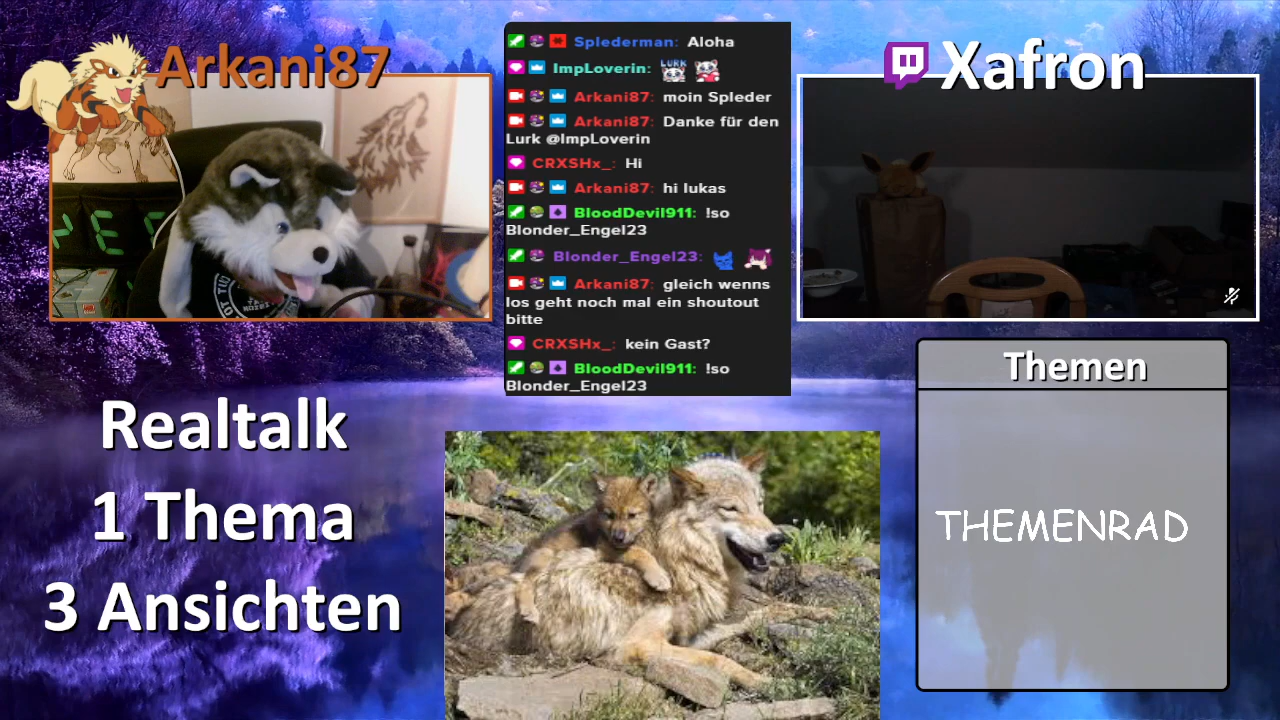 Arkani87
Splederman: Aloha
ImpLoverin: LURK
Arkani87: moin Spleder
Arkani87: Danke für den
Lurk @ImpLoverin
CRXSHx_: Hi
Arkani87: hi lukas
BloodDevil911: !so
Blonder_Engel23
Blonder_Engel23:
Arkani87: gleich wenns
los geht noch mal ein shoutout
bitte
CRXSHx_: kein Gast?
BloodDevil911: !so
Blonder_Engel23
Xafron
Realtalk
1 Thema
3 Ansichten
Themen
THEMENRAD